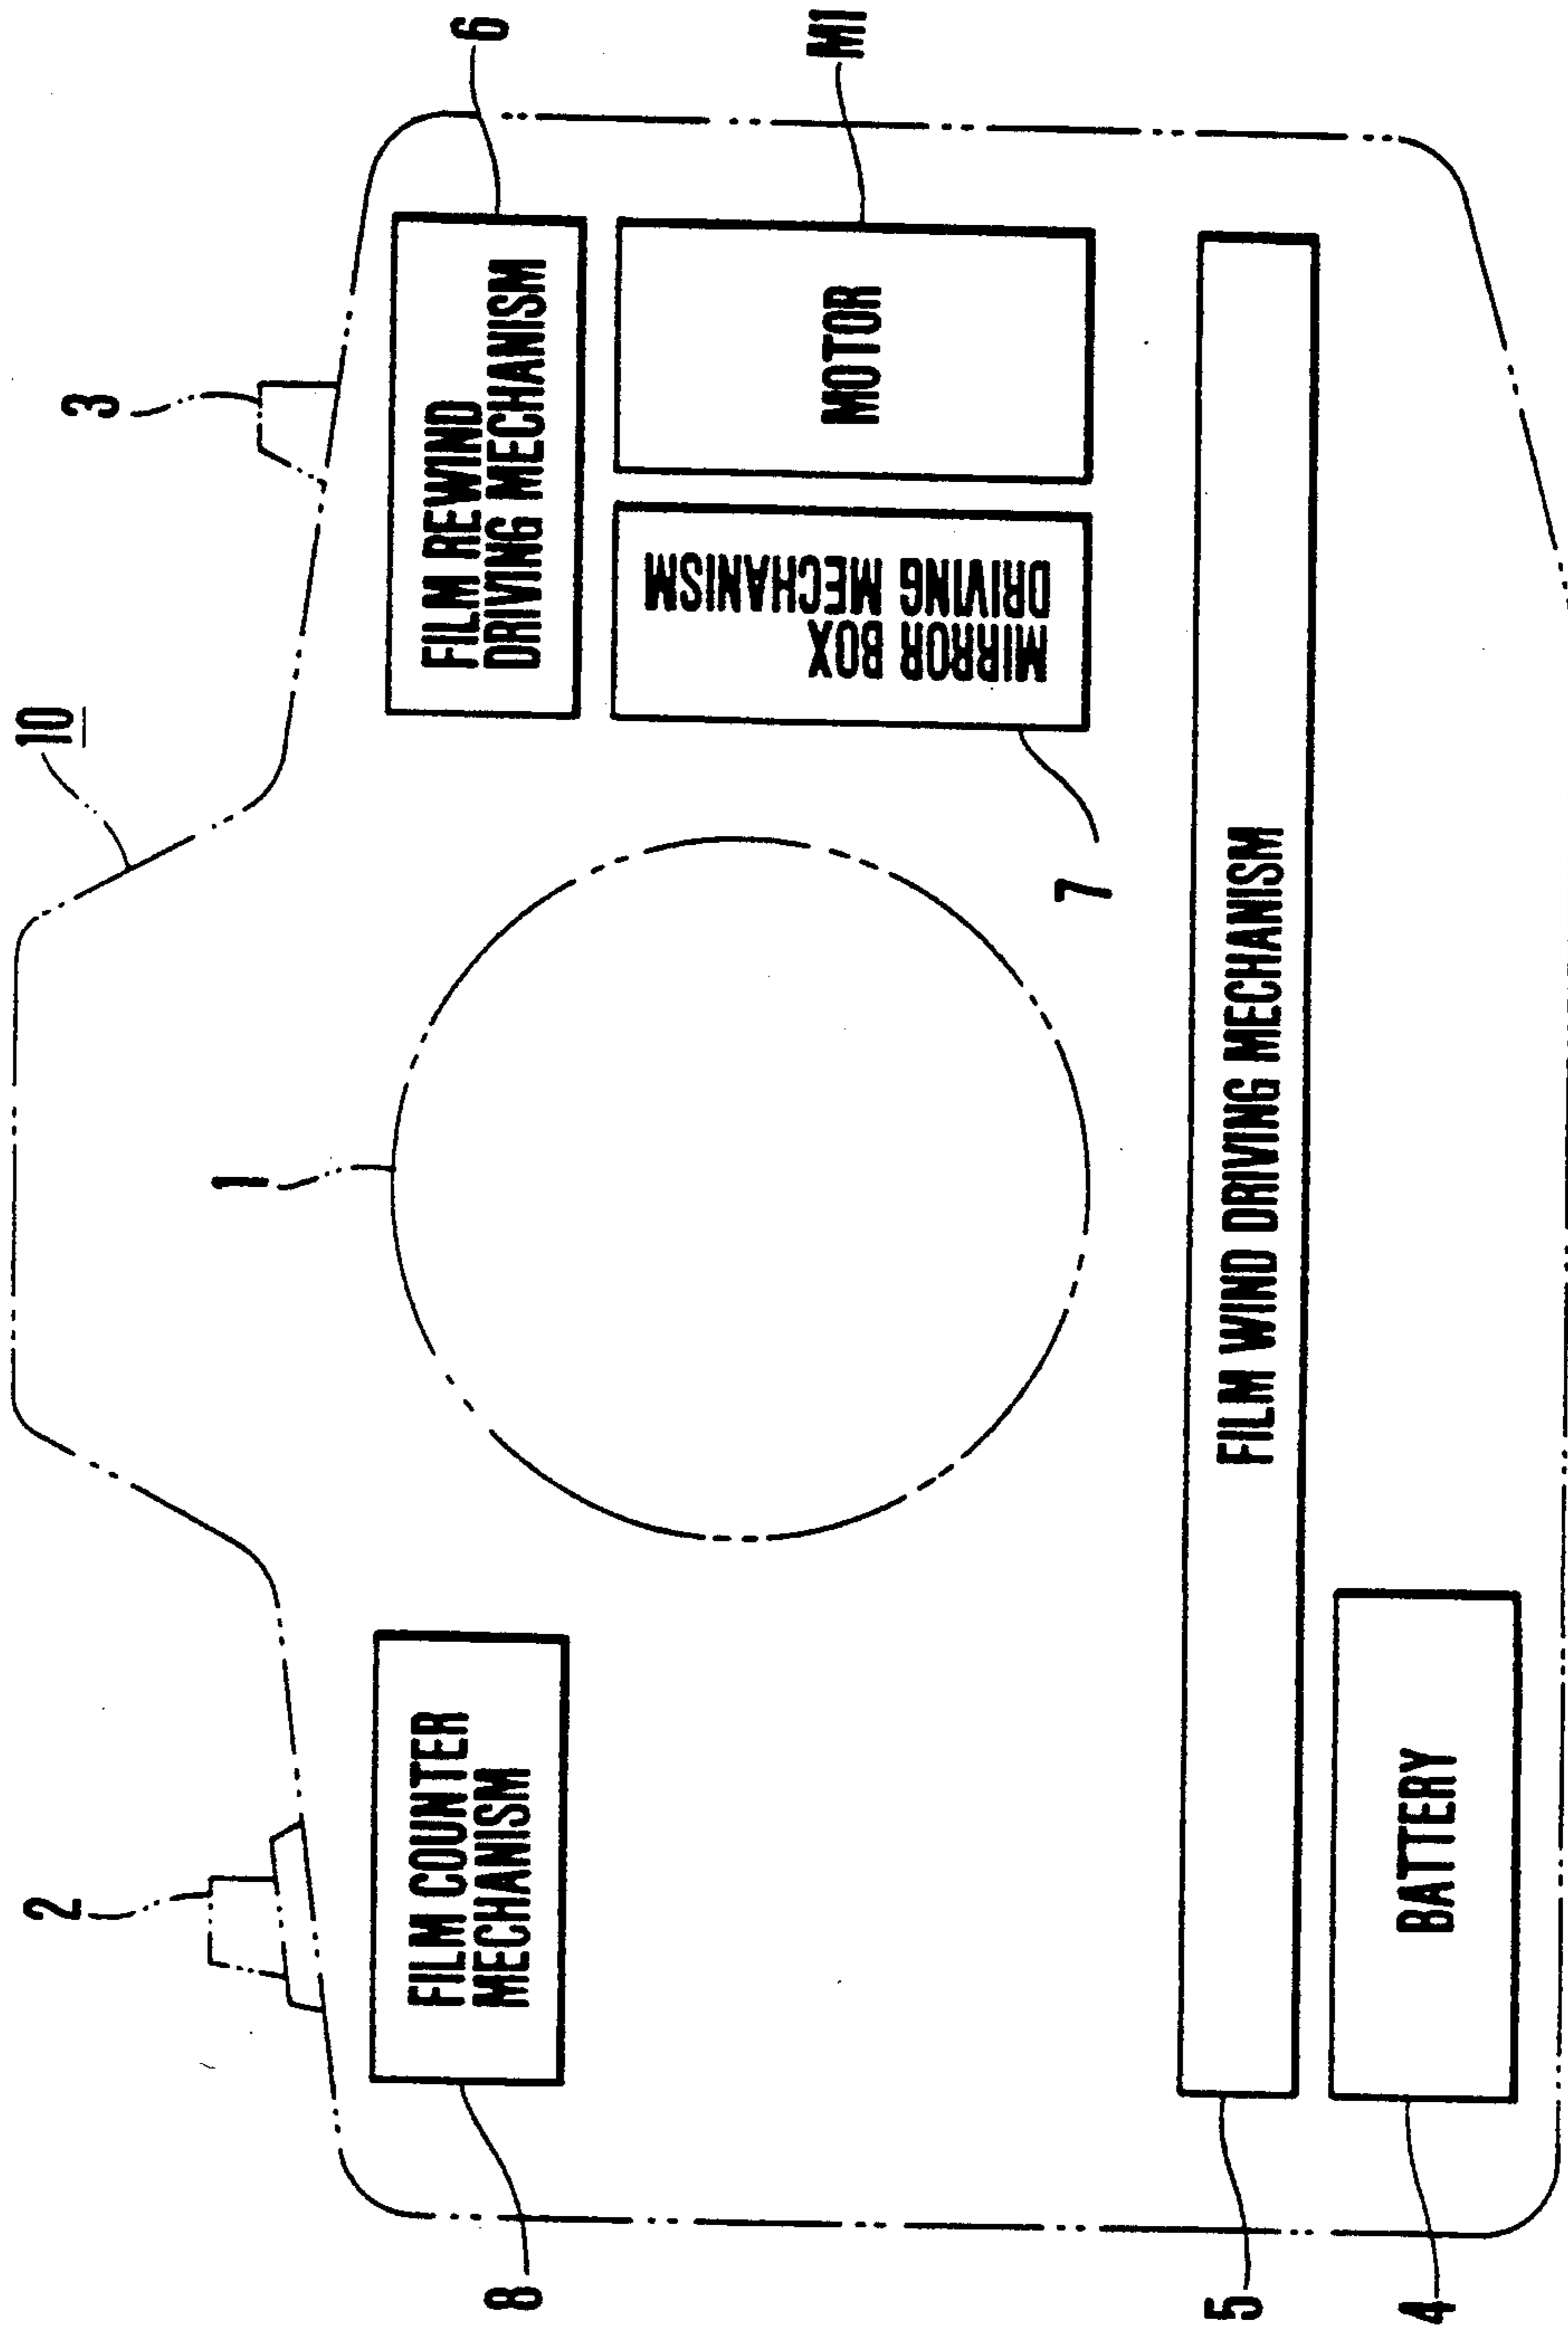 10
2
1
3
6
FILM COUNTER
MECHANISM
FILM REWIND
DRIVING MECHANISM
8
MIRROR BOX
DRIVING MECHANISM
MOTOR
M1
7
FILM WIND DRIVING MECHANISM
5
BATTERY
4